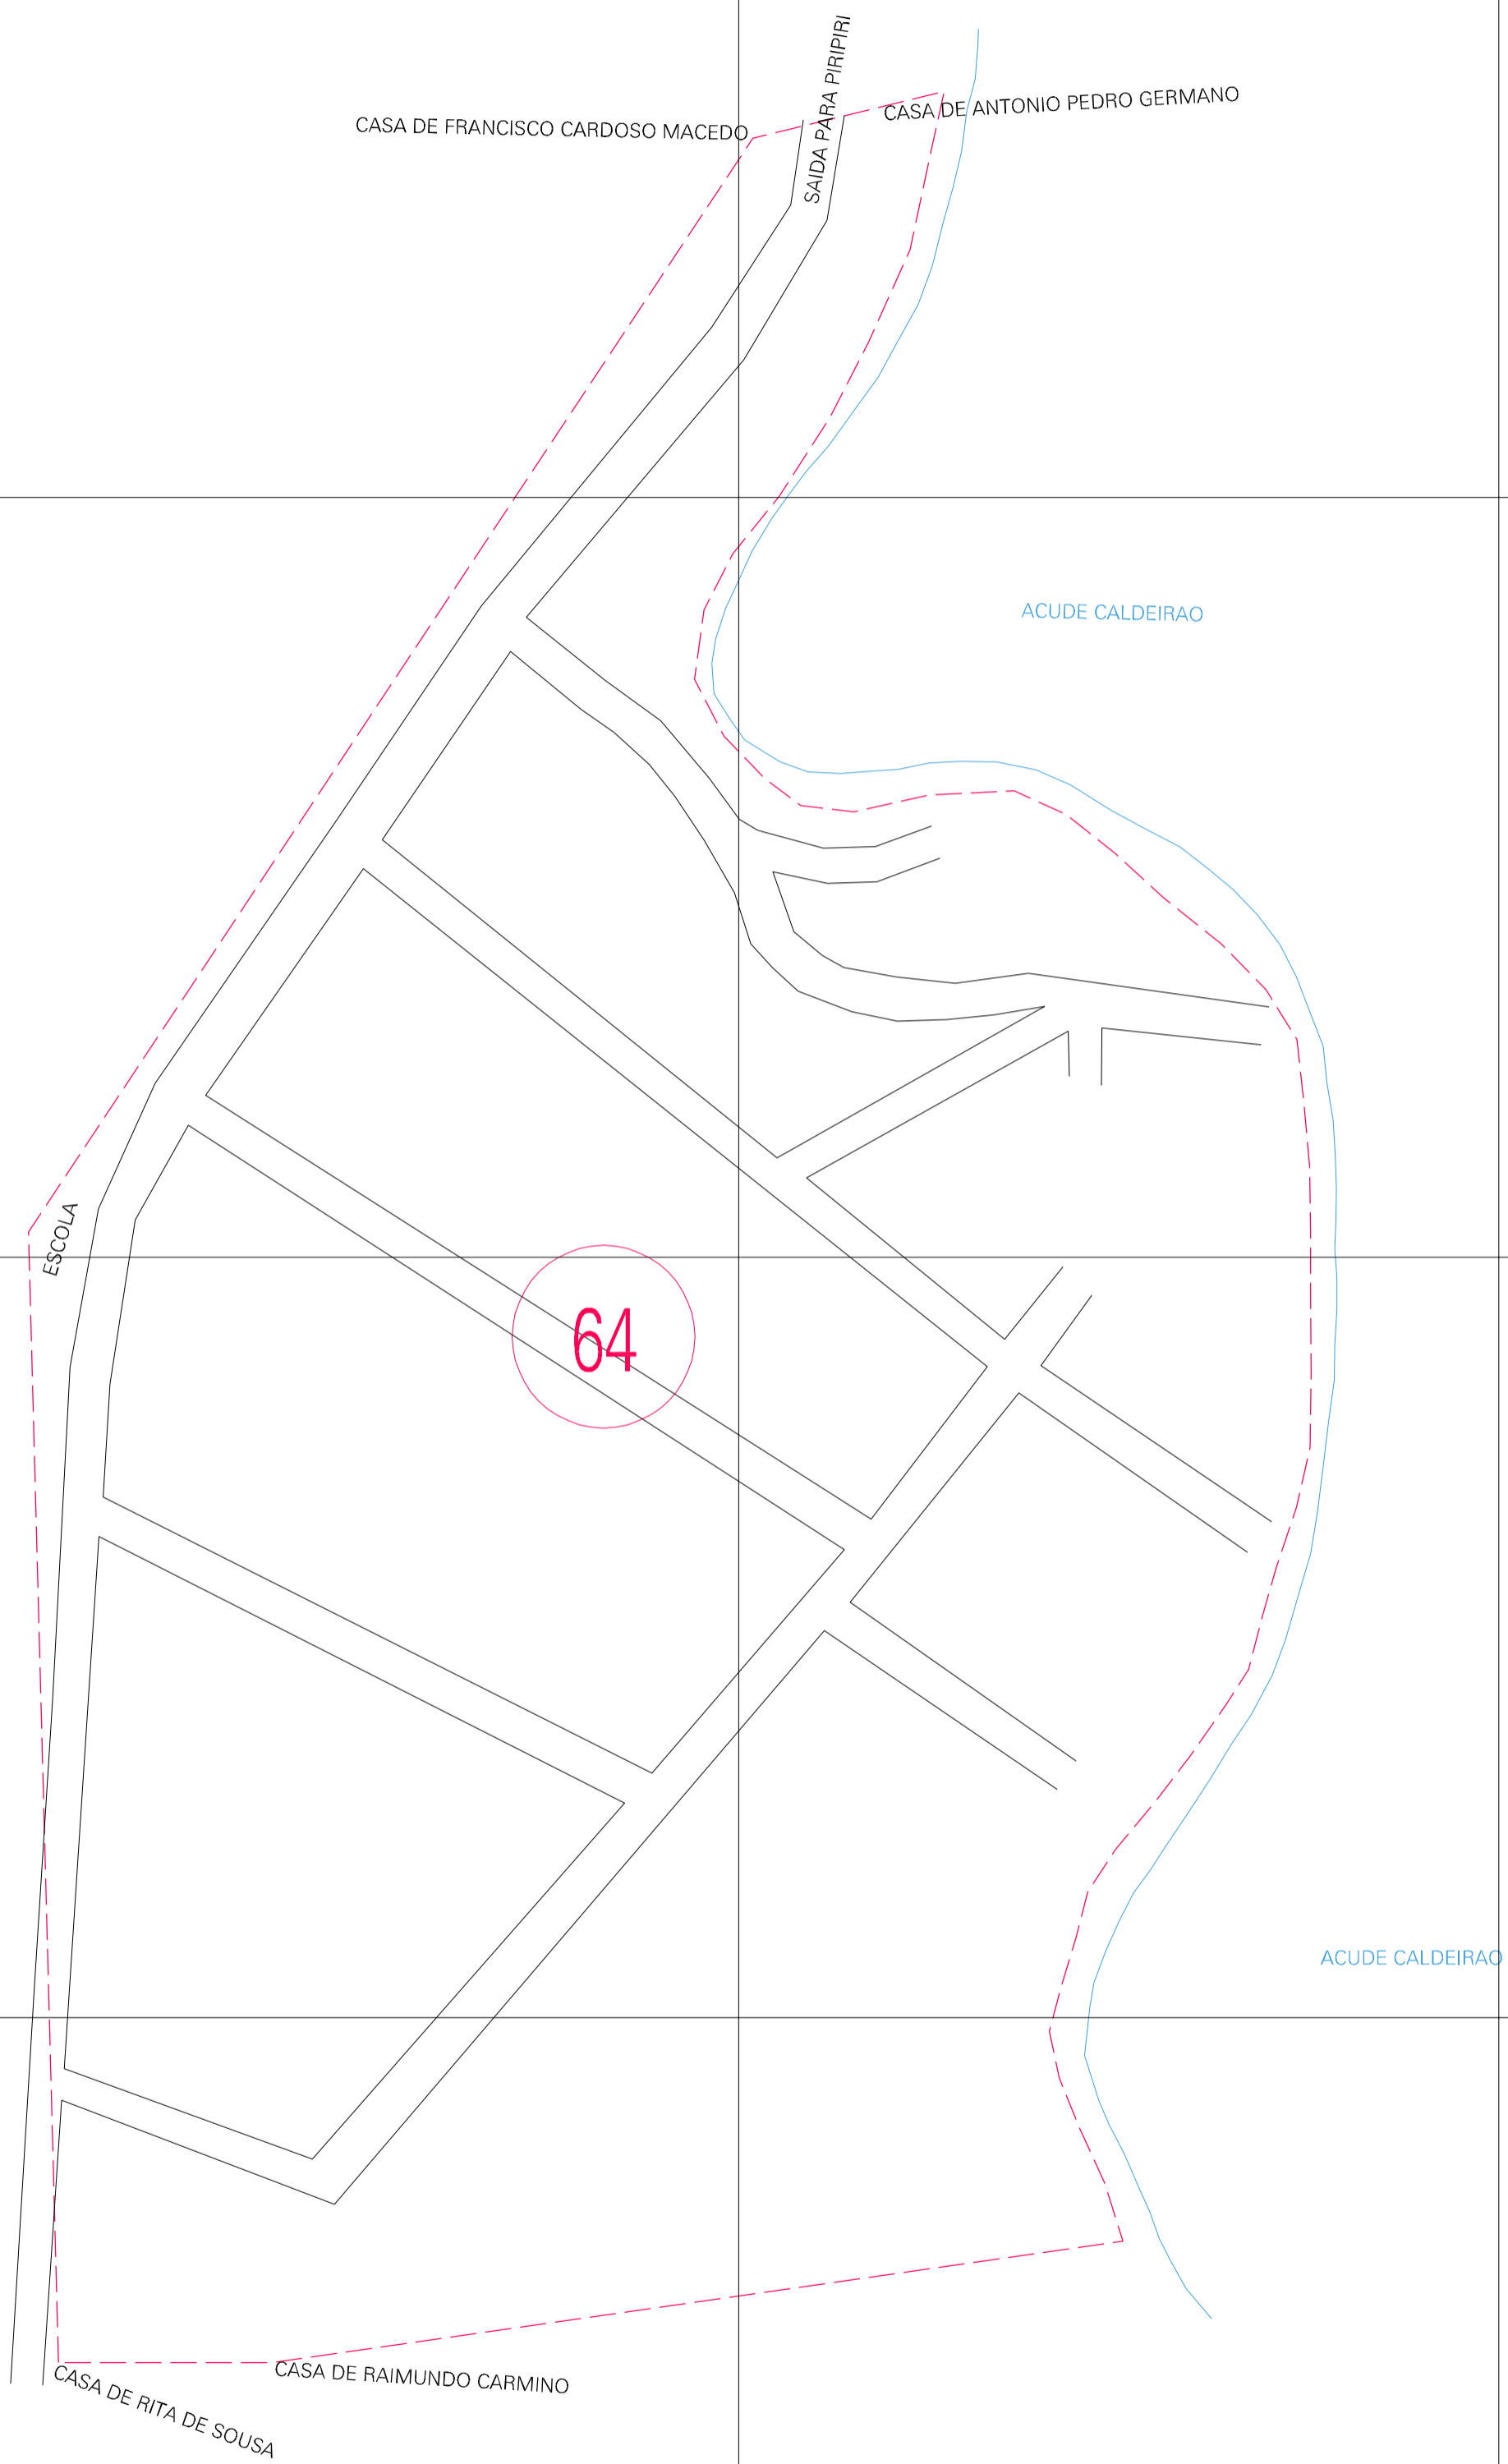 SAIDA PARA PIRIPIRI
CASA DE ANTONIO PEDRO GERMANO
CASA DE FRANCISCO CARDOSO MACEDO
ACUDE CALDEIRAO
ESCOLA
64
ACUDE CALDEIRAO
CASA DE RAIMUNDO CARMINO
CASA DE RITA DE SOUSA